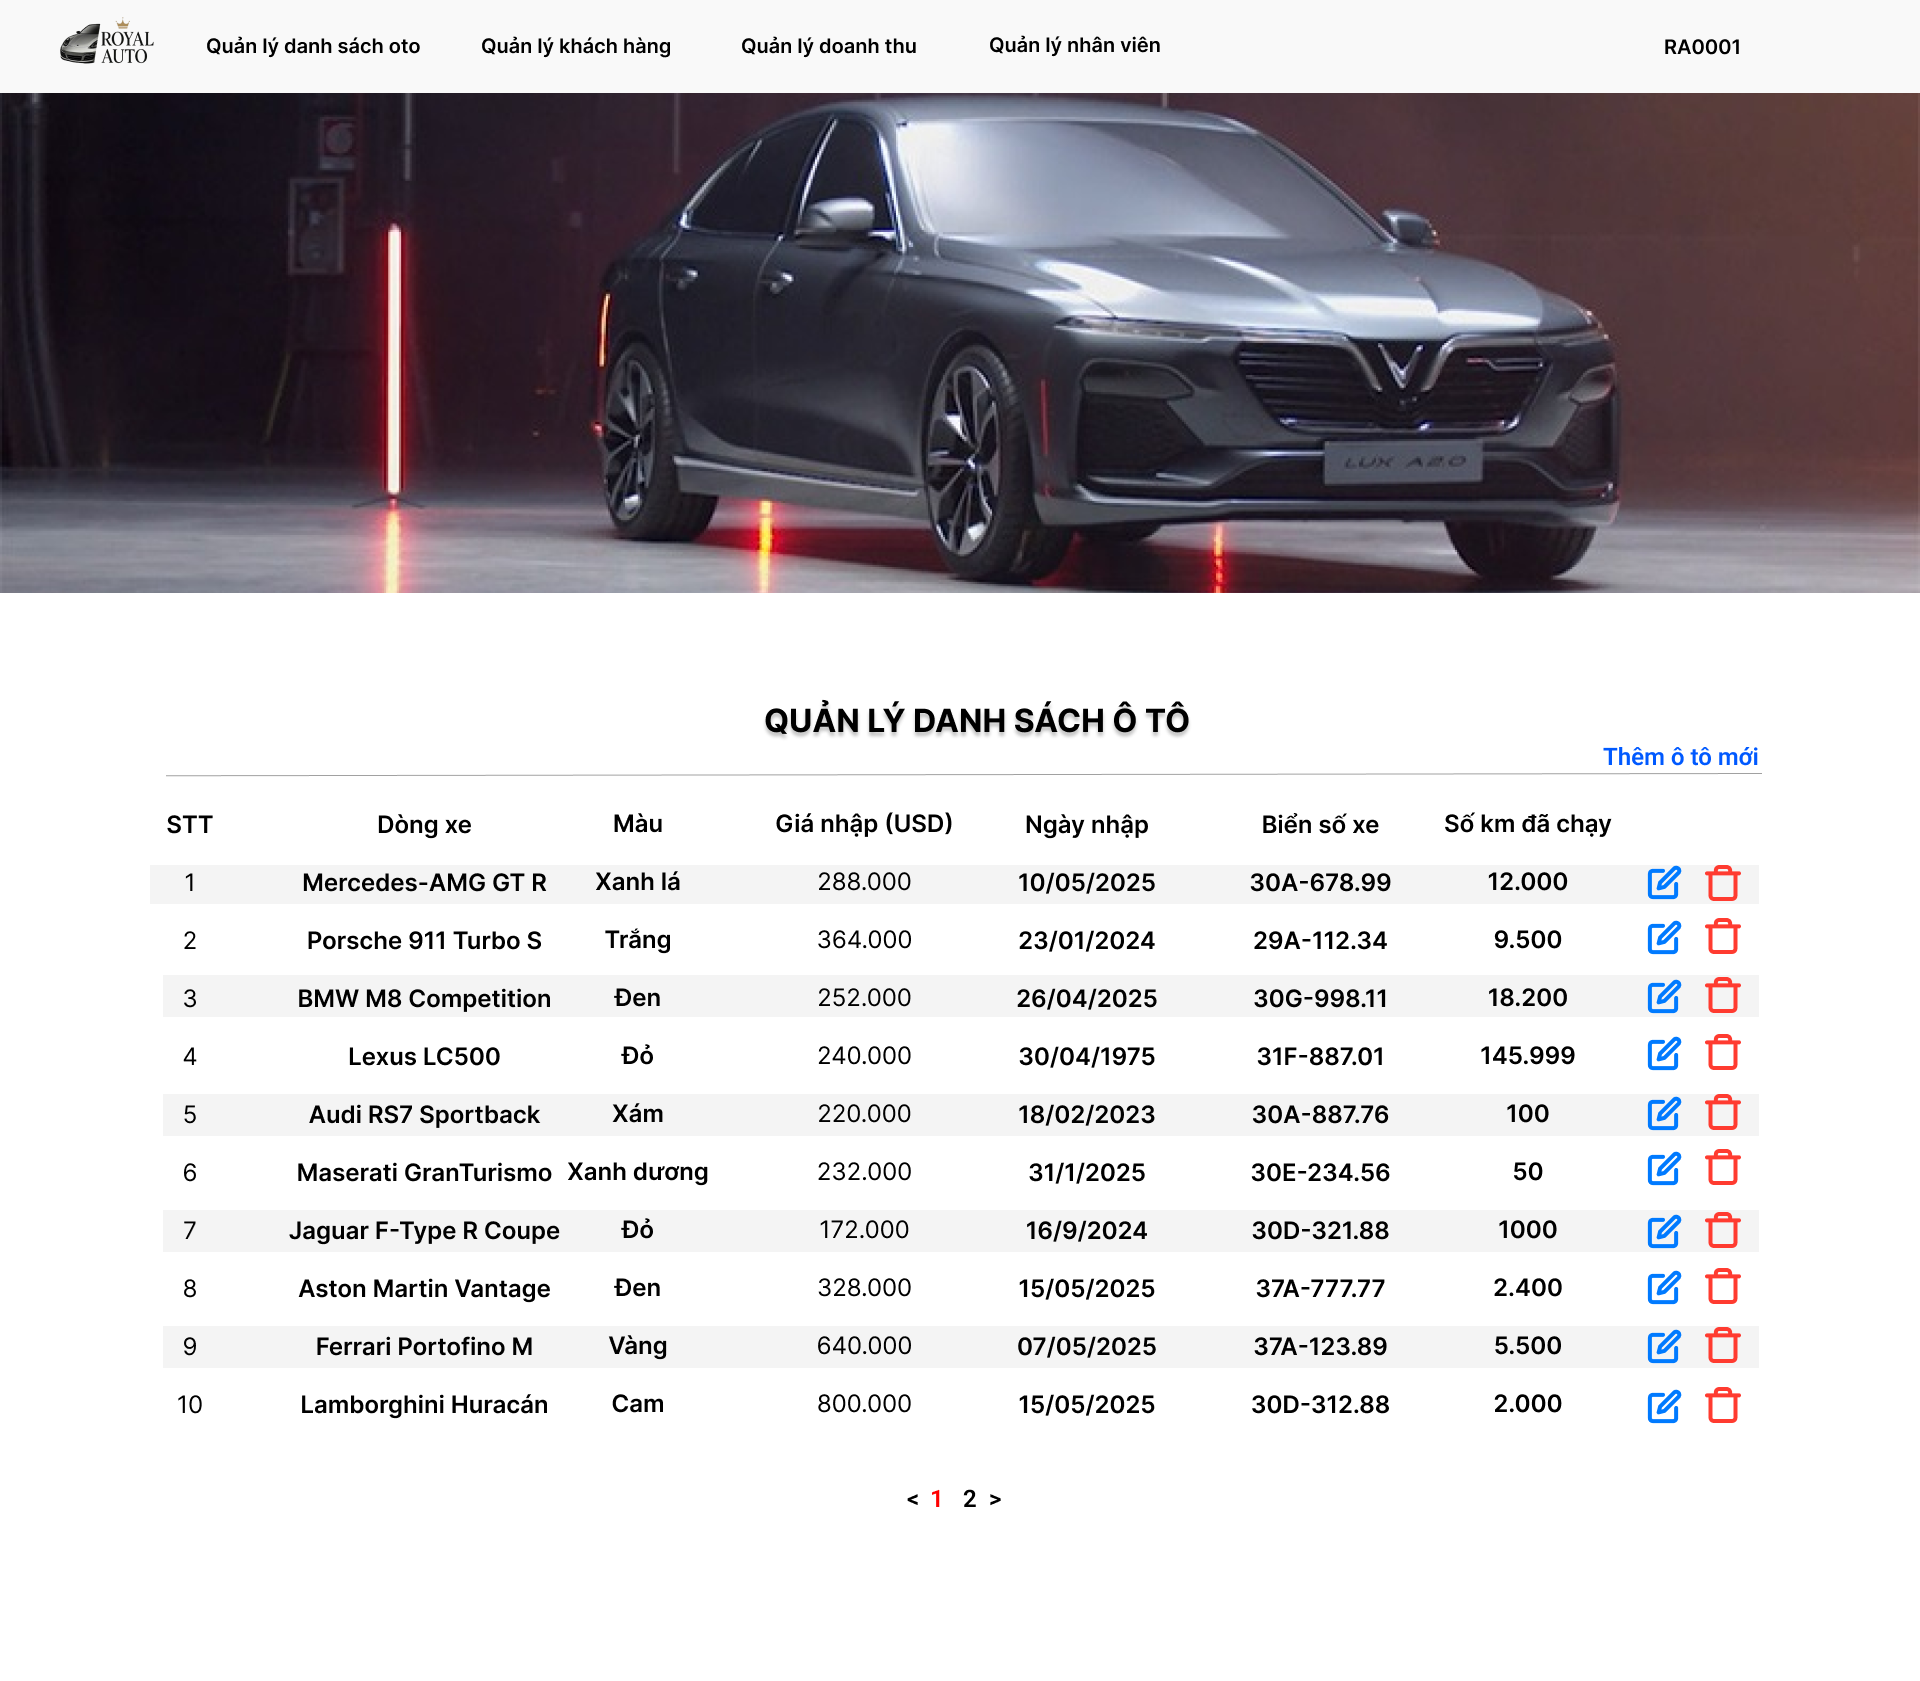 ROYAL
AUTO
Quản lý danh sách oto Quản lý khách hàng Quản lý doanh thu Quản lý nhân viên RA0001
LUX A2.0
QUẢN LÝ DANH SÁCH Ô TÔ
Thêm ô tô mới
STT Dòng xe Màu Giá nhập (USD) Ngày nhập Biển số xe Số km đã chạy
1 Mercedes-AMG GT R Xanh lá 288.000 10/05/2025 30A-678.99 12.000
2 Porsche 911 Turbo S Trắng 364.000 23/01/2024 29A-112.34 9.500
3 BMW M8 Competition Đen 252.000 26/04/2025 30G-998.11 18.200
4 Lexus LC500 Đỏ 240.000 30/04/1975 31F-887.01 145.999
5 Audi RS7 Sportback Xám 220.000 18/02/2023 30A-887.76 100
6 Maserati GranTurismo Xanh dương 232.000 31/1/2025 30E-234.56 50
7 Jaguar F-Type R Coupe Đỏ 172.000 16/9/2024 30D-321.88 1000
8 Aston Martin Vantage Đen 328.000 15/05/2025 37A-777.77 2.400
9 Ferrari Portofino M Vàng 640.000 07/05/2025 37A-123.89 5.500
10 Lamborghini Huracán Cam 800.000 15/05/2025 30D-312.88 2.000
< 1 2 >